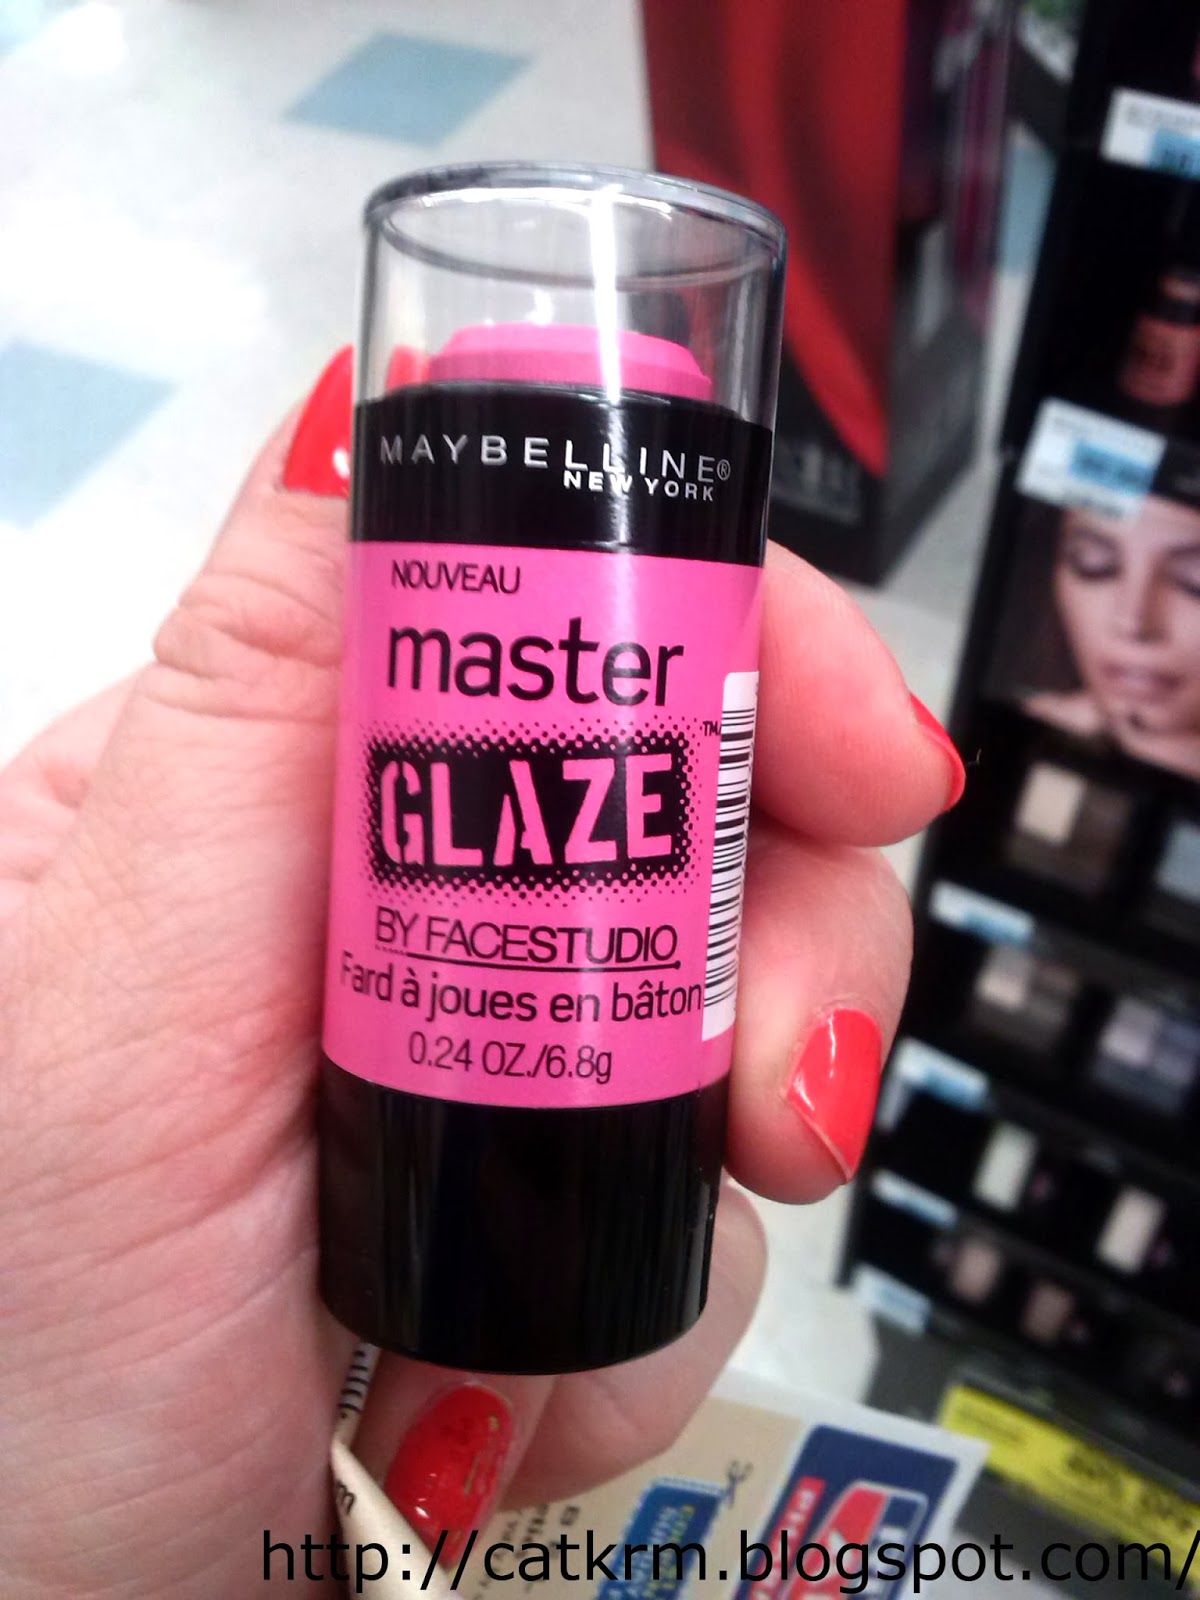 MAYBELLINE®
NEW YORK
NOUVEAU
master
GLAZE™
BY FACESTUDIO
Fard à joues en bâton
0.24 OZ./6.8g
http://catkrm.blogspot.com/